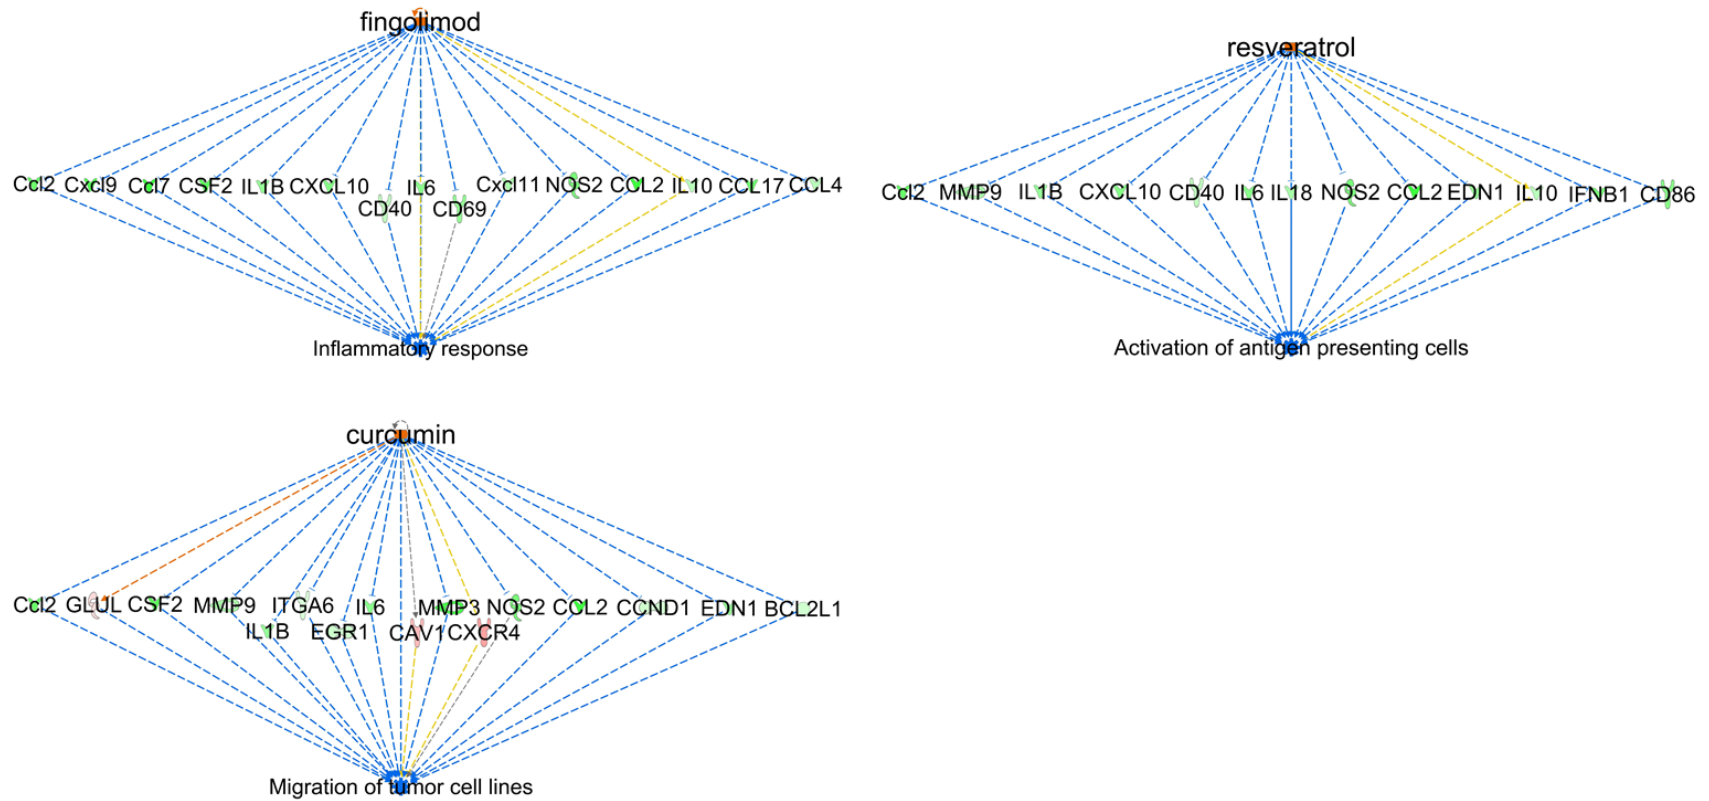 fingolimod
Ccl2 Cxcl9 Ccl7 CSF2 IL1B CXCL10 IL6 Cxcl11 NOS2 CCL2 IL10 CCL17 CCL4
CD40 CD69
Inflammatory response
resveratrol
Ccl2 MMP9 IL1B CXCL10 CD40 IL6 IL18 NOS2 CCL2 EDN1 IL10 IFNB1 CD86
Activation of antigen presenting cells
curcumin
Ccl2 GLUL CSF2 MMP9 ITGA6 IL6 MMP3 NOS2 CCL2 CCND1 EDN1 BCL2L1
IL1B EGR1 CAV1 CXCR4
Migration of tumor cell lines